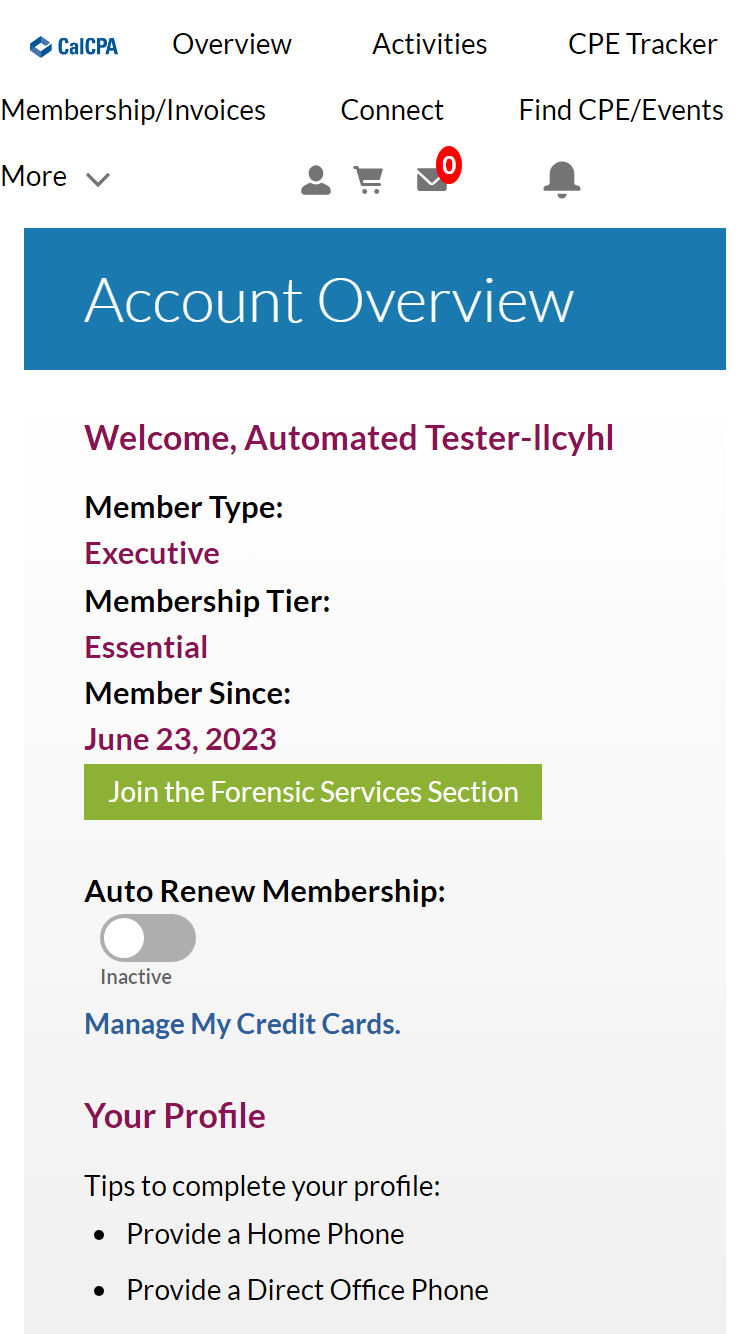 CalCPA Overview Activities CPE Tracker
Membership/Invoices Connect Find CPE/Events
More 0
Account Overview
Welcome, Automated Tester-llcyhl
Member Type:
Executive
Membership Tier:
Essential
Member Since:
June 23, 2023
Join the Forensic Services Section
Auto Renew Membership:
Inactive
Manage My Credit Cards.
Your Profile
Tips to complete your profile:
• Provide a Home Phone
• Provide a Direct Office Phone